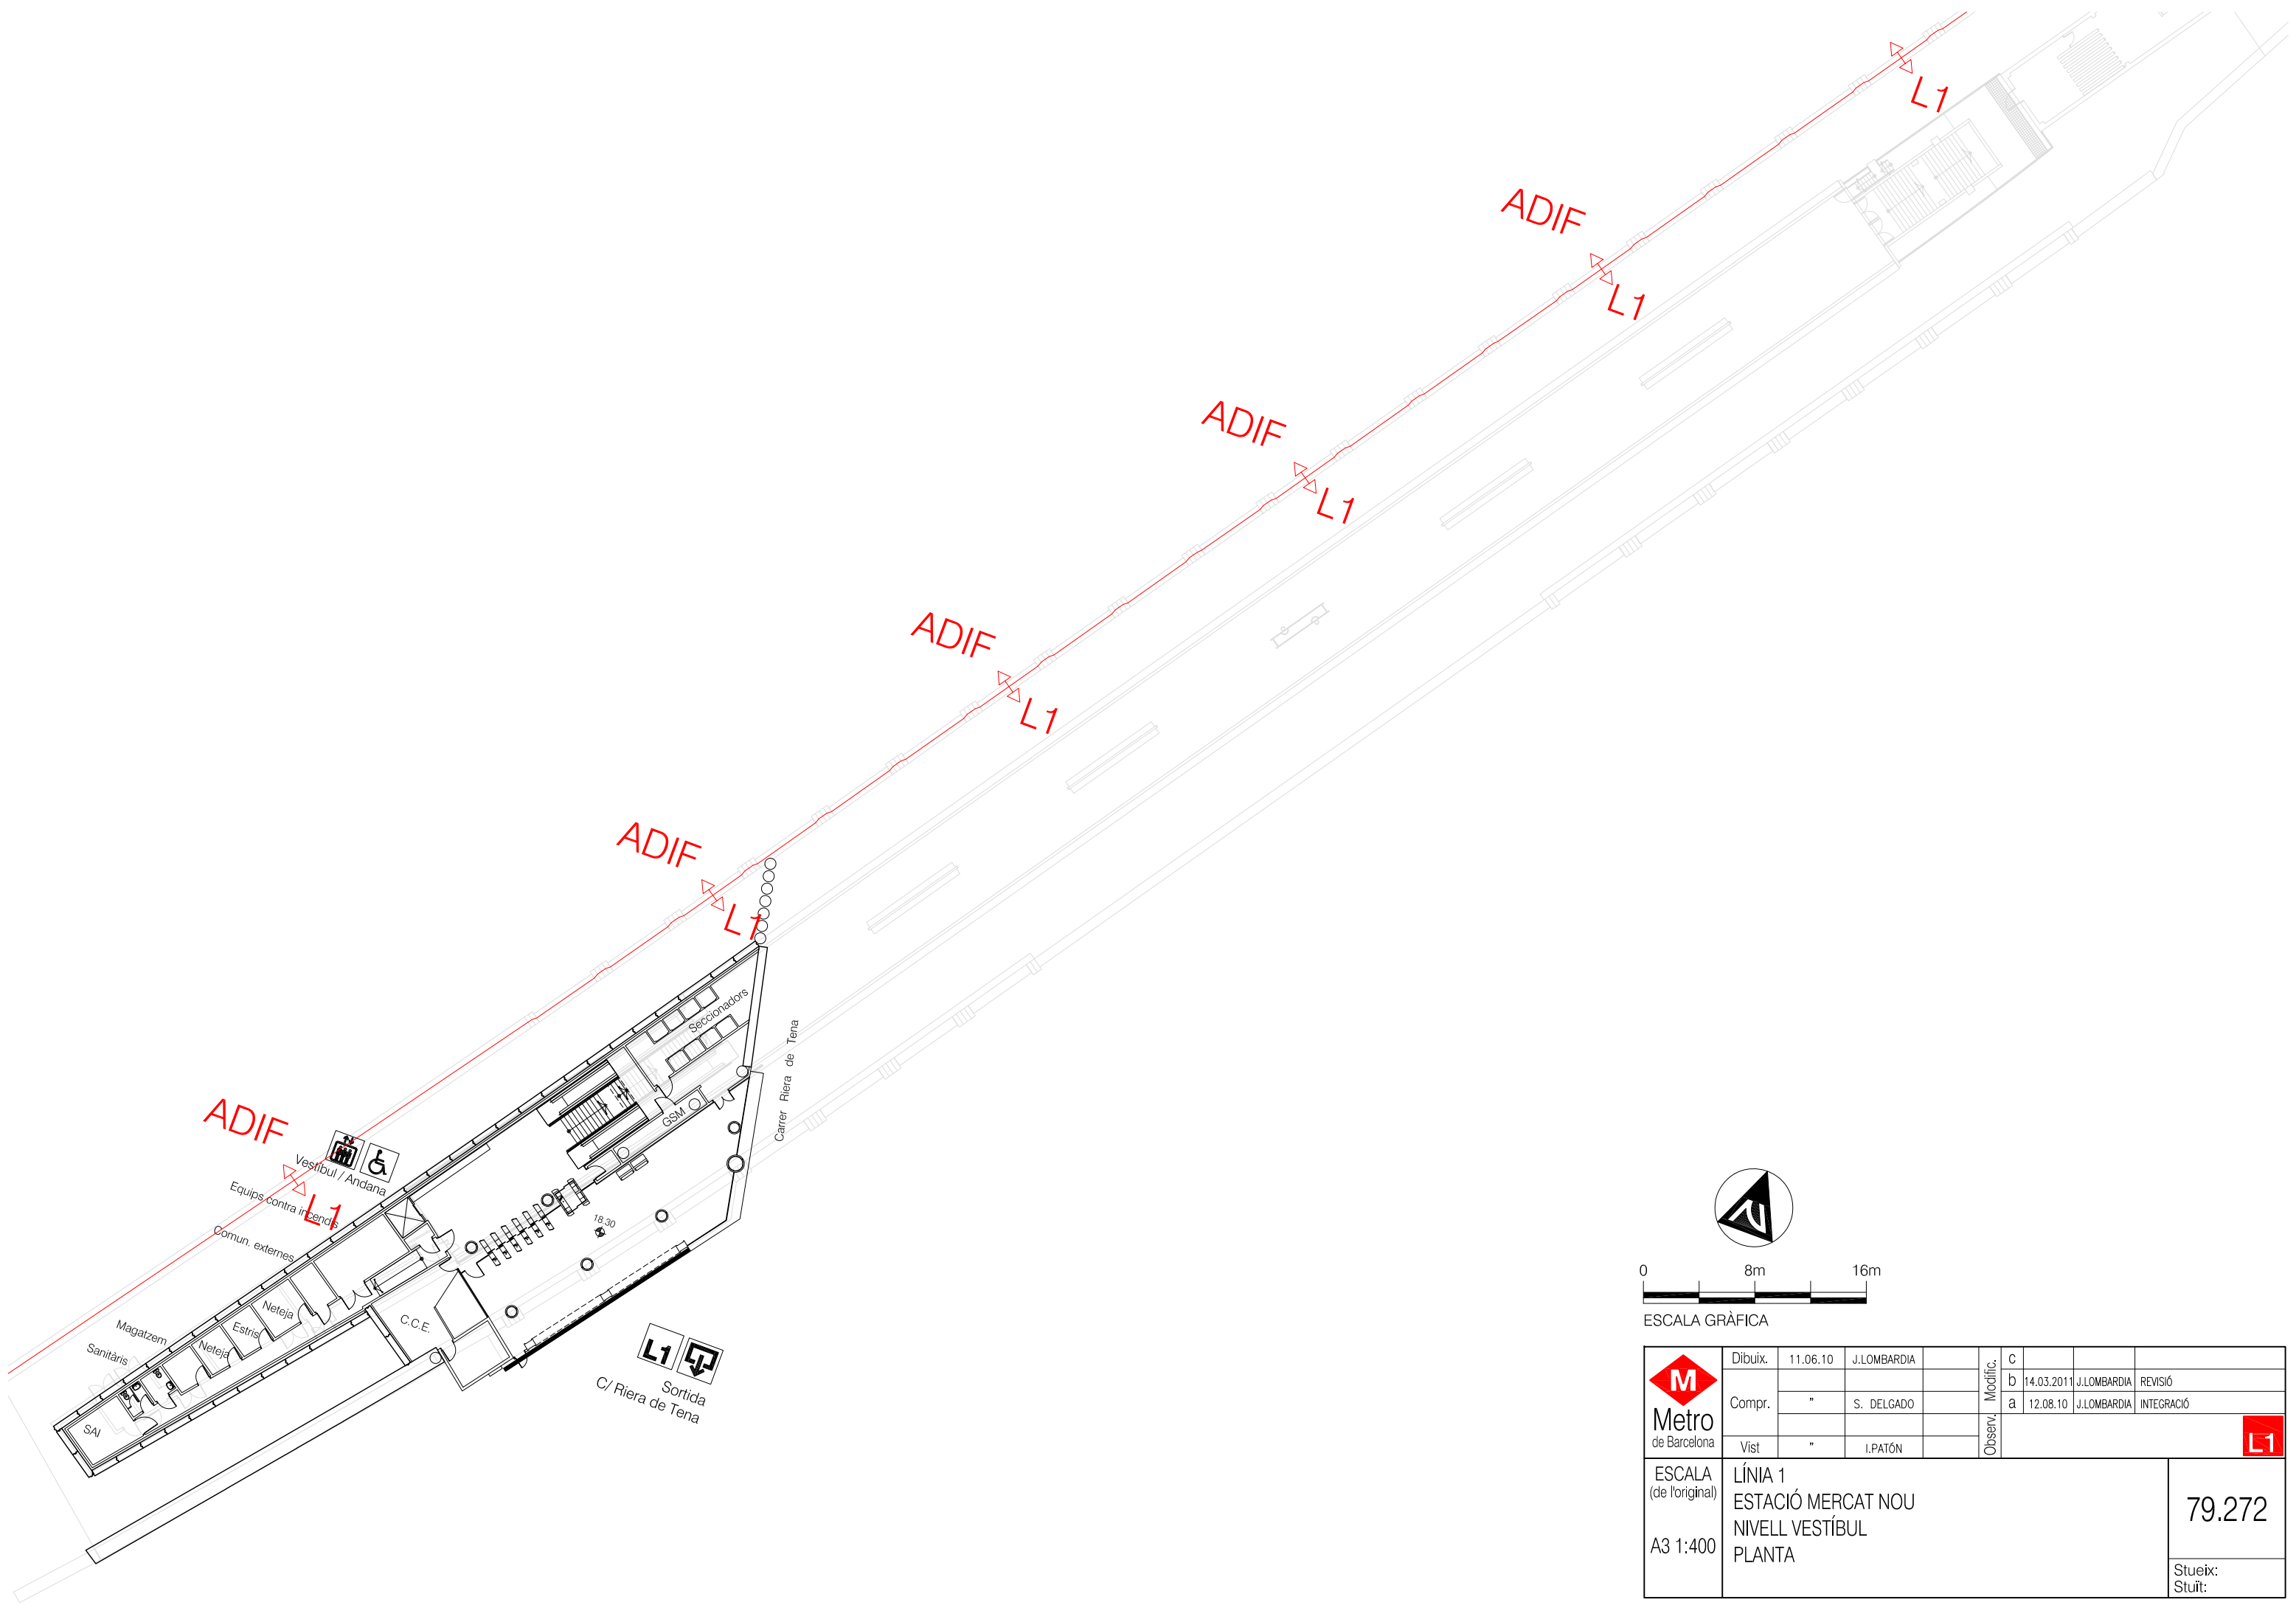 L1
ADIF
L1
ADIF
L1
ADIF
L1
ADIF
L1
ADIF
L1
Vestíbul / Andana
Equips contra incendis
Comun. externes
Magatzem
Sanitàris
SAI
Neteja
Estris
Neteja
C.C.E.
Seccionadors
GSM
18.30
Carrer Riera de Tena
L1
Sortida
C/ Riera de Tena
N
0 8m 16m
ESCALA GRÀFICA
M
Metro
de Barcelona
Dibuix. 11.06.10 J.LOMBARDIA
Compr. " S. DELGADO
Vist " I.PATÓN
Observ. Modific.
c
b 14.03.2011 J.LOMBARDIA REVISIÓ
a 12.08.10 J.LOMBARDIA INTEGRACIÓ
L1
ESCALA
(de l'original)
A3 1:400
LÍNIA 1
ESTACIÓ MERCAT NOU
NIVELL VESTÍBUL
PLANTA
79.272
Stueix:
Stuït: